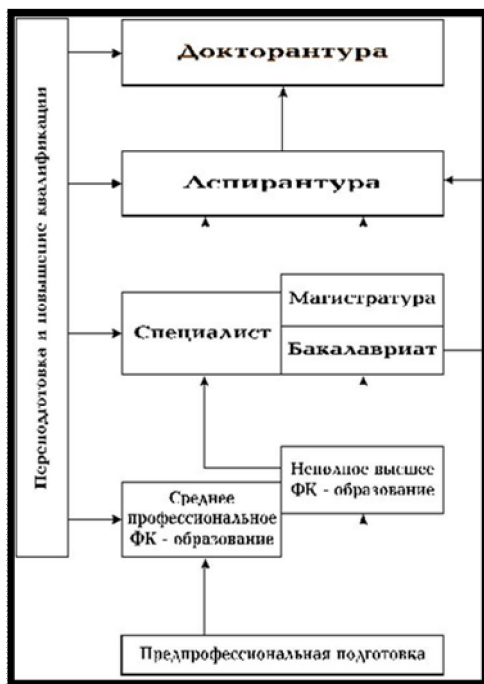 Переподготовка и повышение квалификации
Докторантура
Аспирантура
Специалист
Магистратура
Бакалавриат
Неполное высшее
ФК - образование
Среднее
профессиональное
ФК - образование
Предпрофессиональная подготовка